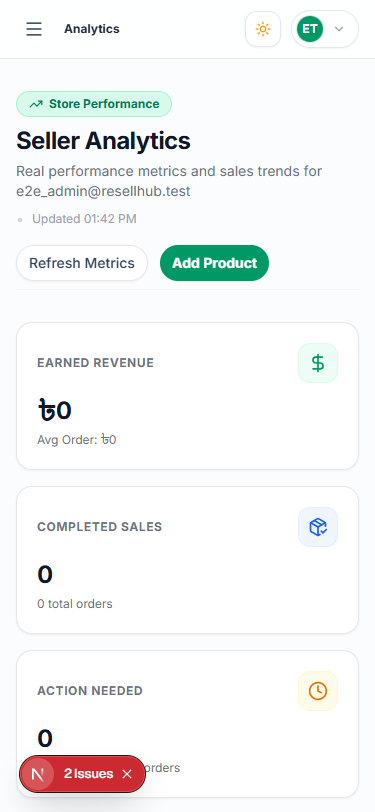 Analytics
ET
Store Performance
Seller Analytics
Real performance metrics and sales trends for
e2e_admin@resellhub.test
Updated 01:42 PM
Refresh Metrics
Add Product
EARNED REVENUE
৳0
Avg Order: ৳0
COMPLETED SALES
0
0 total orders
ACTION NEEDED
0
orders
N
2 Issues